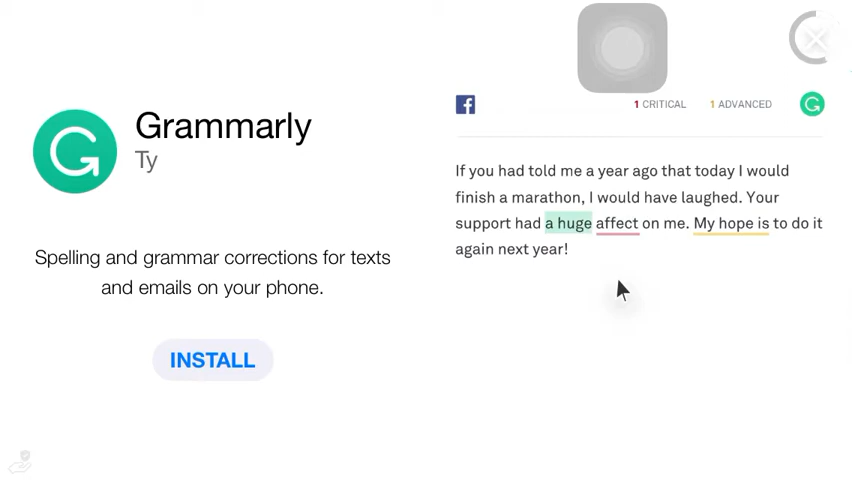 Grammarly
Ty
Spelling and grammar corrections for texts
and emails on your phone.
INSTALL
1 CRITICAL 1 ADVANCED
If you had told me a year ago that today I would
finish a marathon, I would have laughed. Your
support had a huge affect on me. My hope is to do it
again next year!